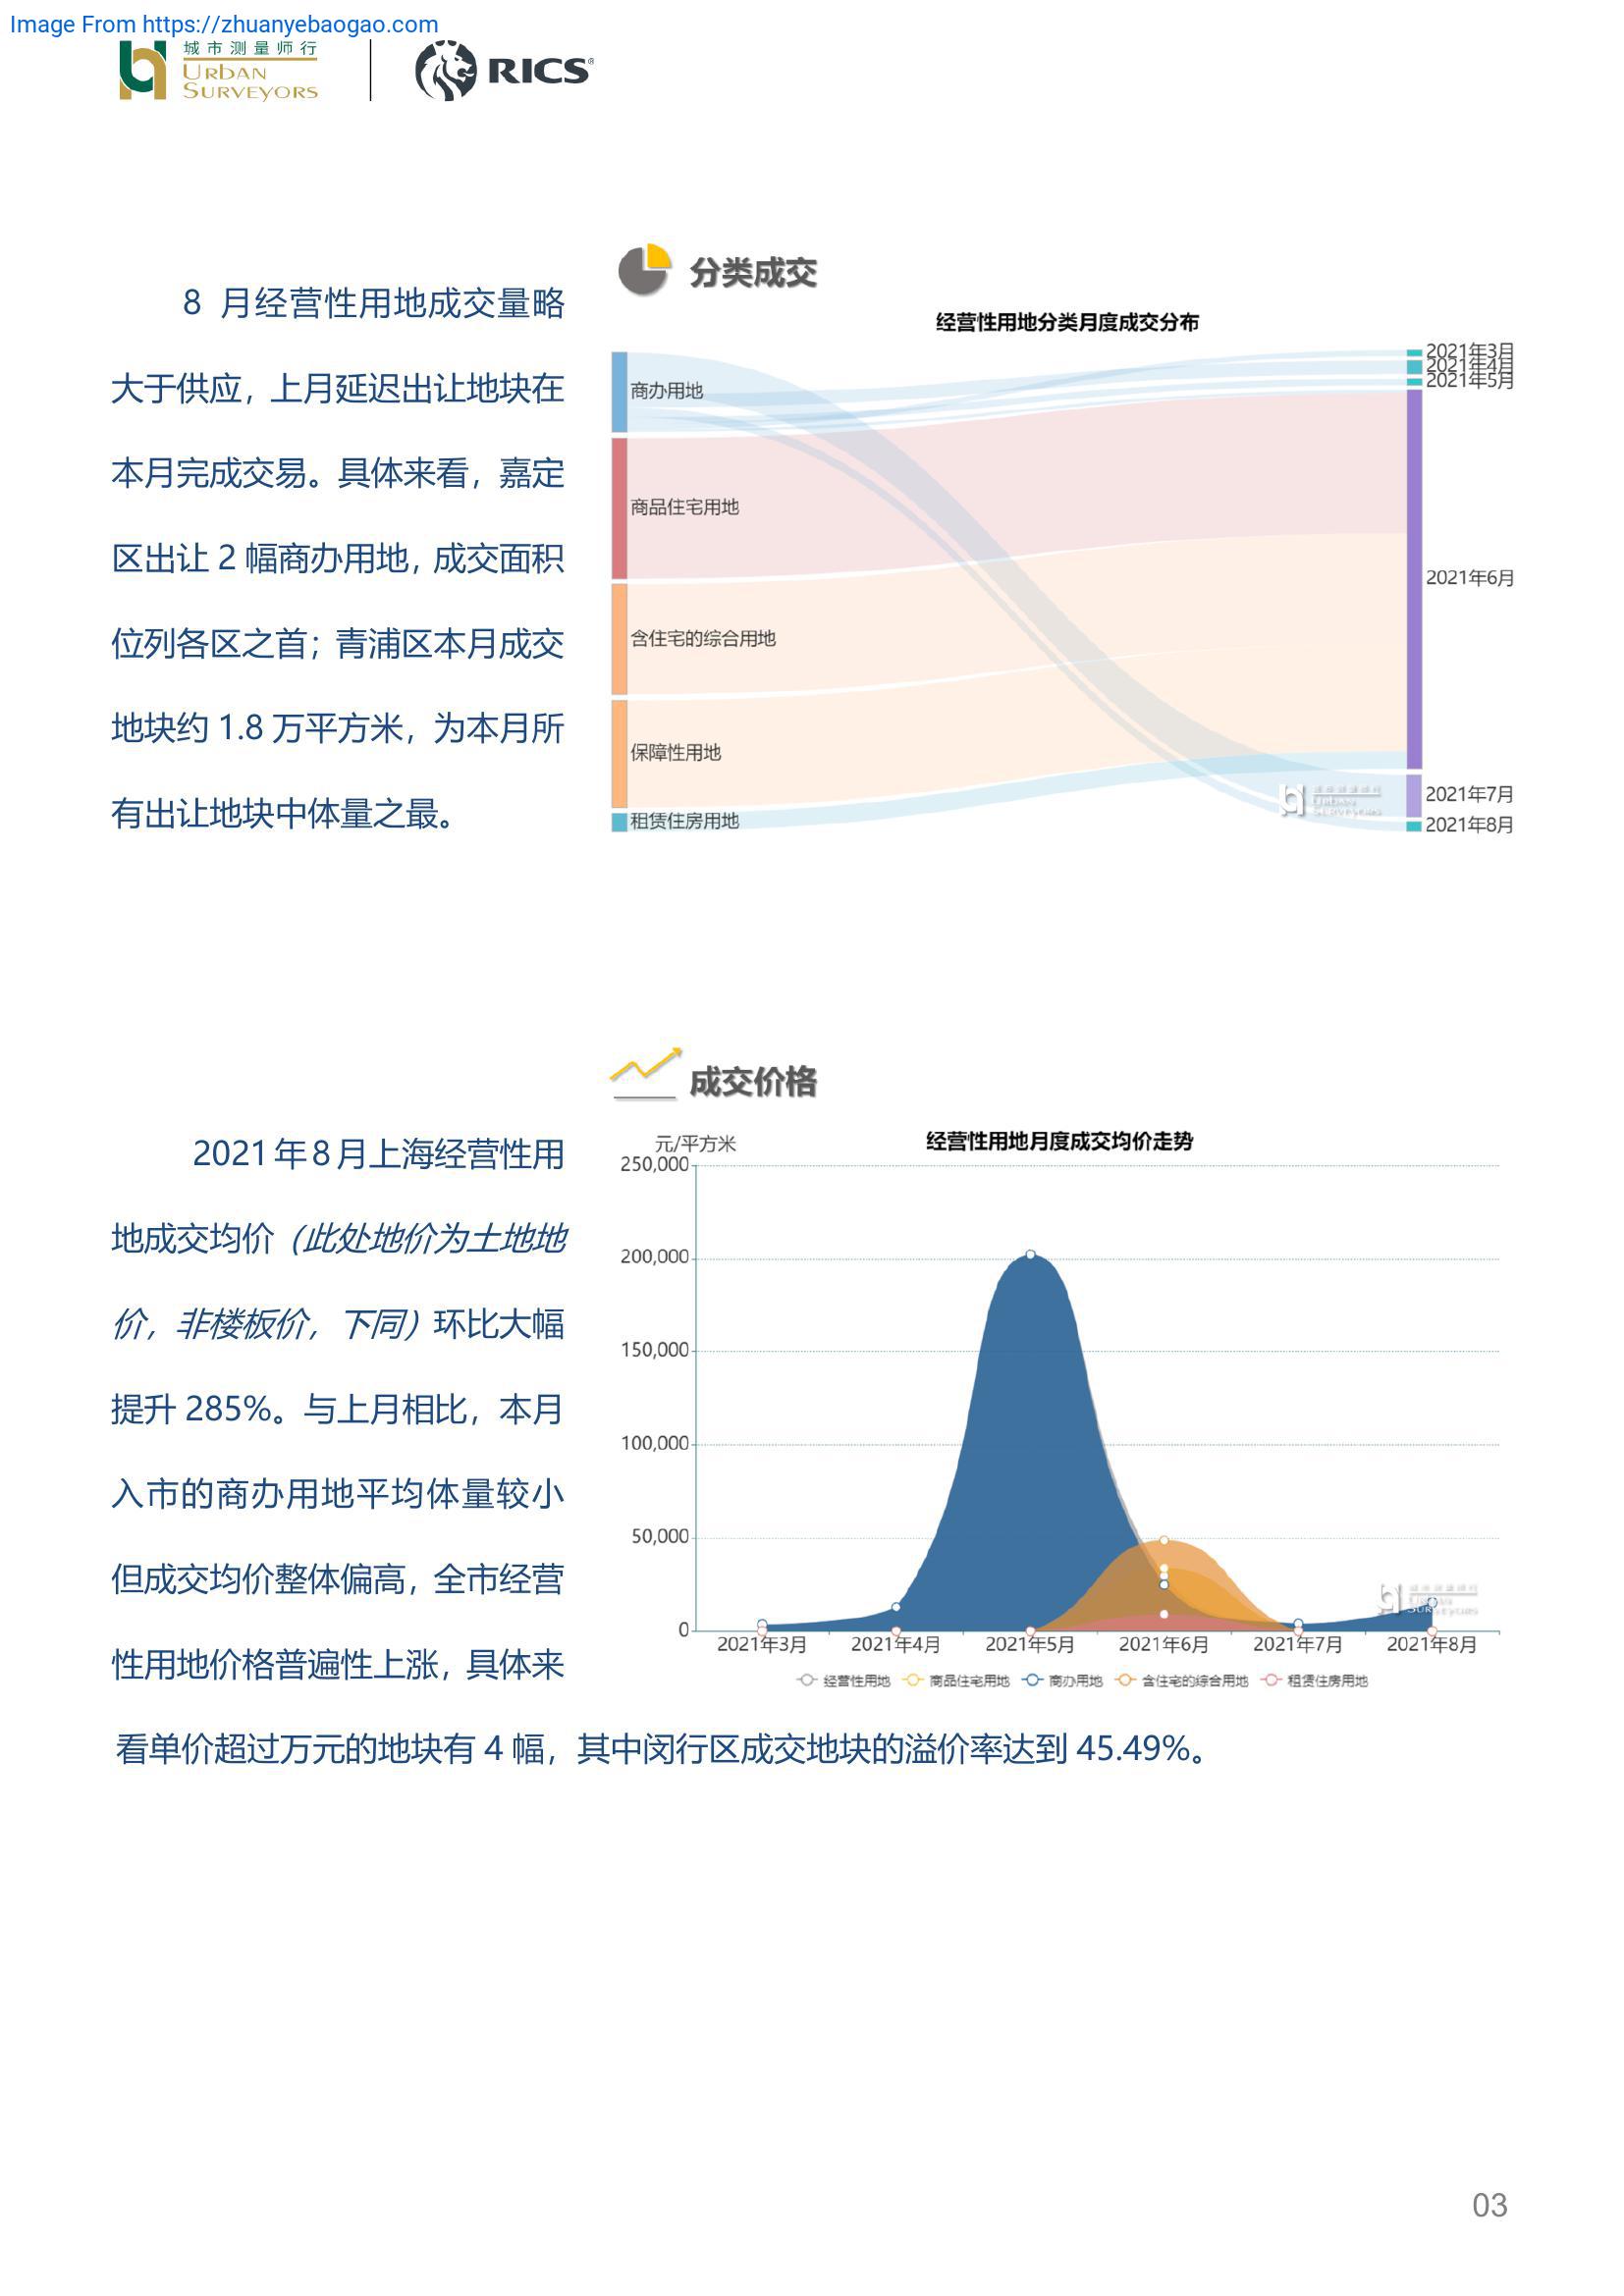 Image From https://zhuanyebaogao.com
城市测量师行
URBAN
SURVEYORS
RICS®
分类成交
8 月经营性用地成交量略
大于供应，上月延迟出让地块在
本月完成交易。具体来看，嘉定
区出让 2 幅商办用地，成交面积
位列各区之首；青浦区本月成交
地块约 1.8 万平方米，为本月所
有出让地块中体量之最。
经营性用地分类月度成交分布
商办用地
商品住宅用地
含住宅的综合用地
保障性用地
租赁住房用地
2021年3月
2021年4月
2021年5月
2021年6月
2021年7月
2021年8月
城市测量师行
URBAN
SURVEYORS
成交价格
2021 年 8 月上海经营性用
地成交均价（此处地价为土地地
价，非楼板价，下同）环比大幅
提升 285%。与上月相比，本月
入市的商办用地平均体量较小
但成交均价整体偏高，全市经营
性用地价格普遍性上涨，具体来
看单价超过万元的地块有 4 幅，其中闵行区成交地块的溢价率达到 45.49%。
经营性用地月度成交均价走势
元/平方米
250,000
200,000
150,000
100,000
50,000
0
2021年3月 2021年4月 2021年5月 2021年6月 2021年7月 2021年8月
城市测量师行
URBAN
SURVEYORS
经营性用地 商品住宅用地 商办用地 含住宅的综合用地 租赁住房用地
03